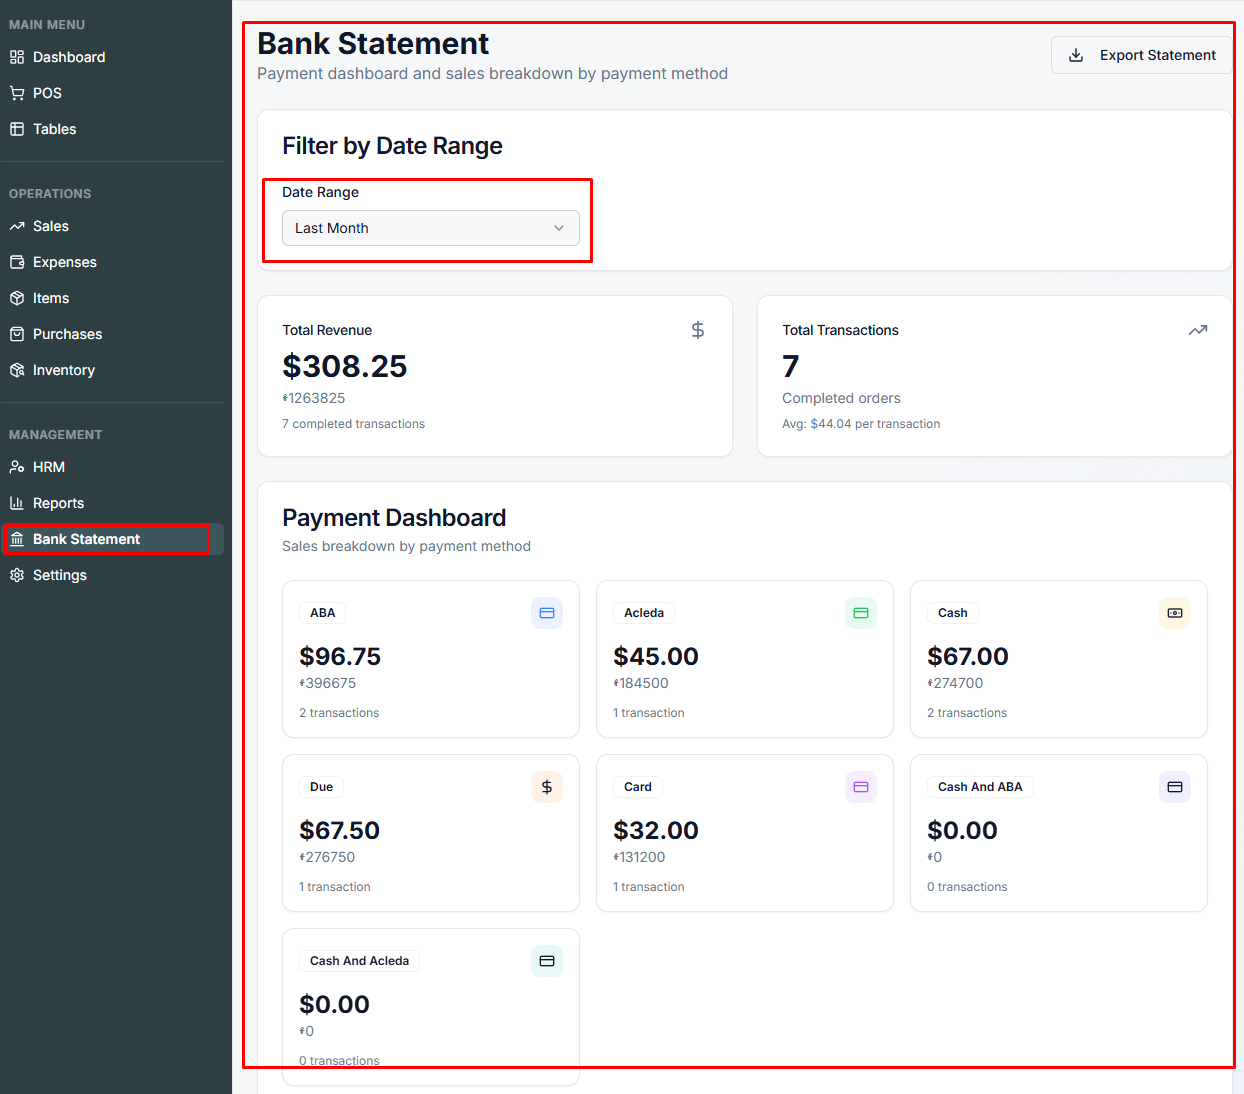 MAIN MENU
Dashboard
POS
Tables
OPERATIONS
Sales
Expenses
Items
Purchases
Inventory
MANAGEMENT
HRM
Reports
Bank Statement
Settings
Bank Statement
Payment dashboard and sales breakdown by payment method
Export Statement
Filter by Date Range
Date Range
Last Month
Total Revenue
$308.25
៛1263825
7 completed transactions
Total Transactions
7
Completed orders
Avg: $44.04 per transaction
Payment Dashboard
Sales breakdown by payment method
ABA
$96.75
៛396675
2 transactions
Acleda
$45.00
៛184500
1 transaction
Cash
$67.00
៛274700
2 transactions
Due
$67.50
៛276750
1 transaction
Card
$32.00
៛131200
1 transaction
Cash And ABA
$0.00
៛0
0 transactions
Cash And Acleda
$0.00
៛0
0 transactions